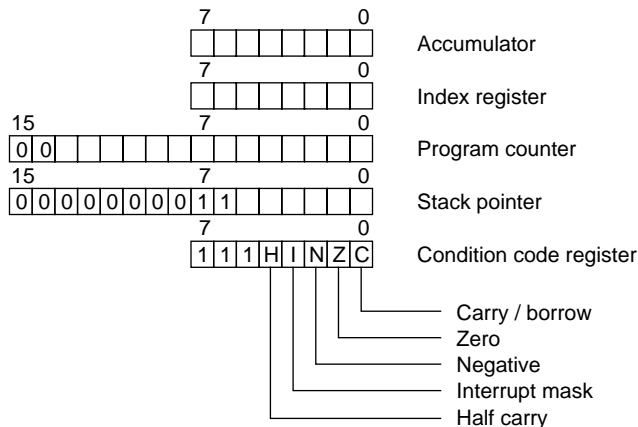 7 0
Accumulator
7 0
Index register
15 7 0
0 0 Program counter
15 7 0
0 0 0 0 0 0 0 0 1 1 Stack pointer
7 0
1 1 1 H I N Z C Condition code register
Carry / borrow
Zero
Negative
Interrupt mask
Half carry